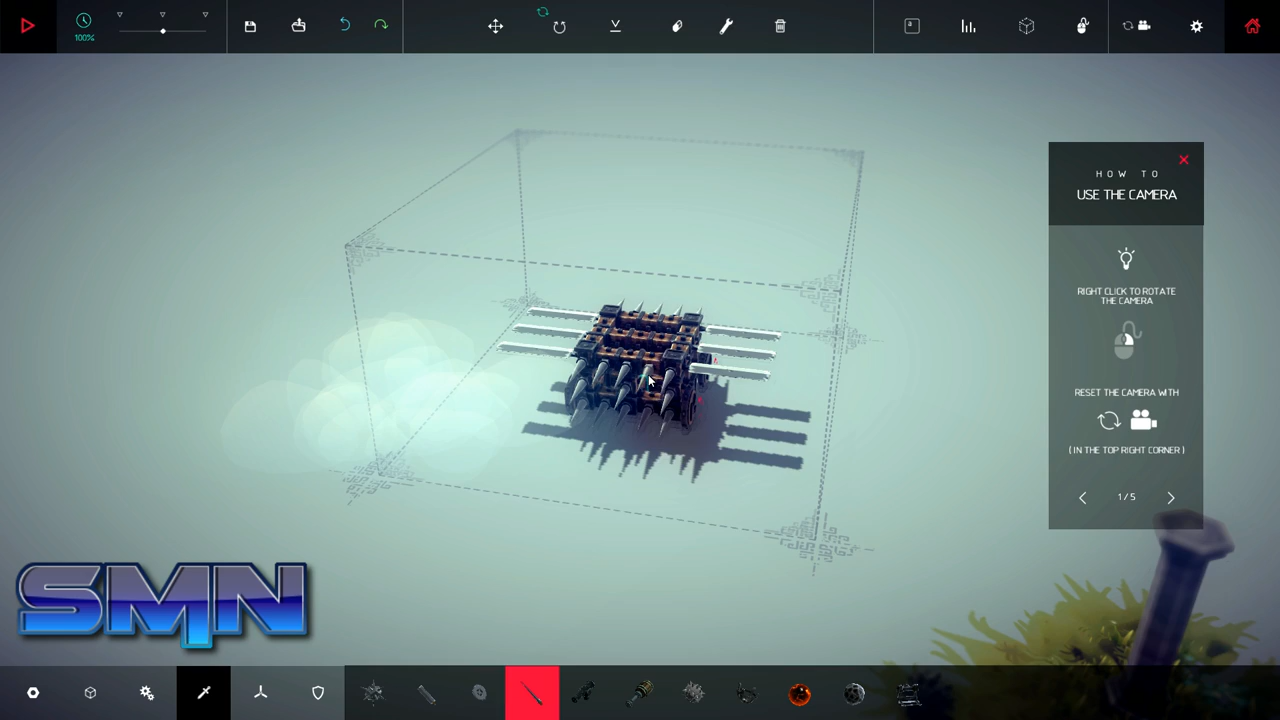 100%
HOW TO
USE THE CAMERA
RIGHT CLICK TO ROTATE
THE CAMERA
RESET THE CAMERA WITH
( IN THE TOP RIGHT CORNER )
1/5
SMN